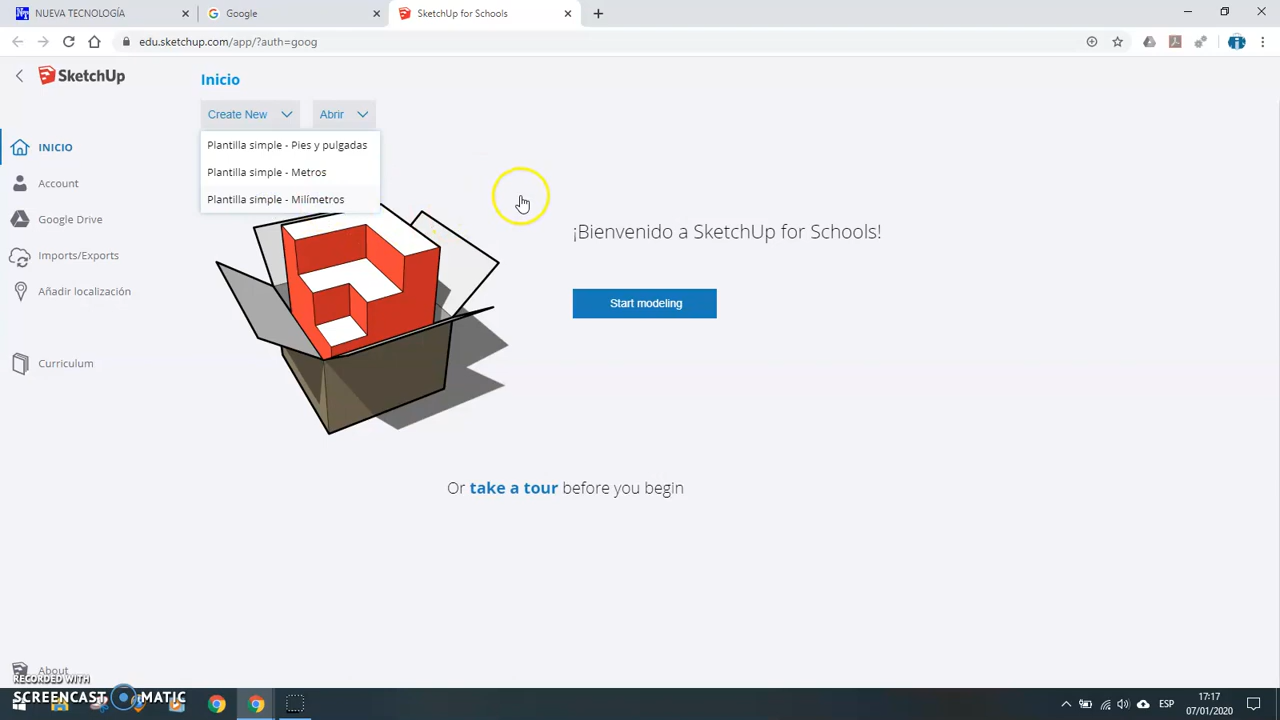 NUEVA TECNOLOGÍA
Google
SketchUp for Schools
edu.sketchup.com/app/?auth=goog
SketchUp
Inicio
Create New
Abrir
Plantilla simple - Pies y pulgadas
Plantilla simple - Metros
Plantilla simple - Milímetros
INICIO
Account
Google Drive
Imports/Exports
Añadir localización
Curriculum
¡Bienvenido a SketchUp for Schools!
Start modeling
Or take a tour before you begin
About
RECORDED WITH
SCREENCAST MATIC
ESP
17:17
07/01/2020